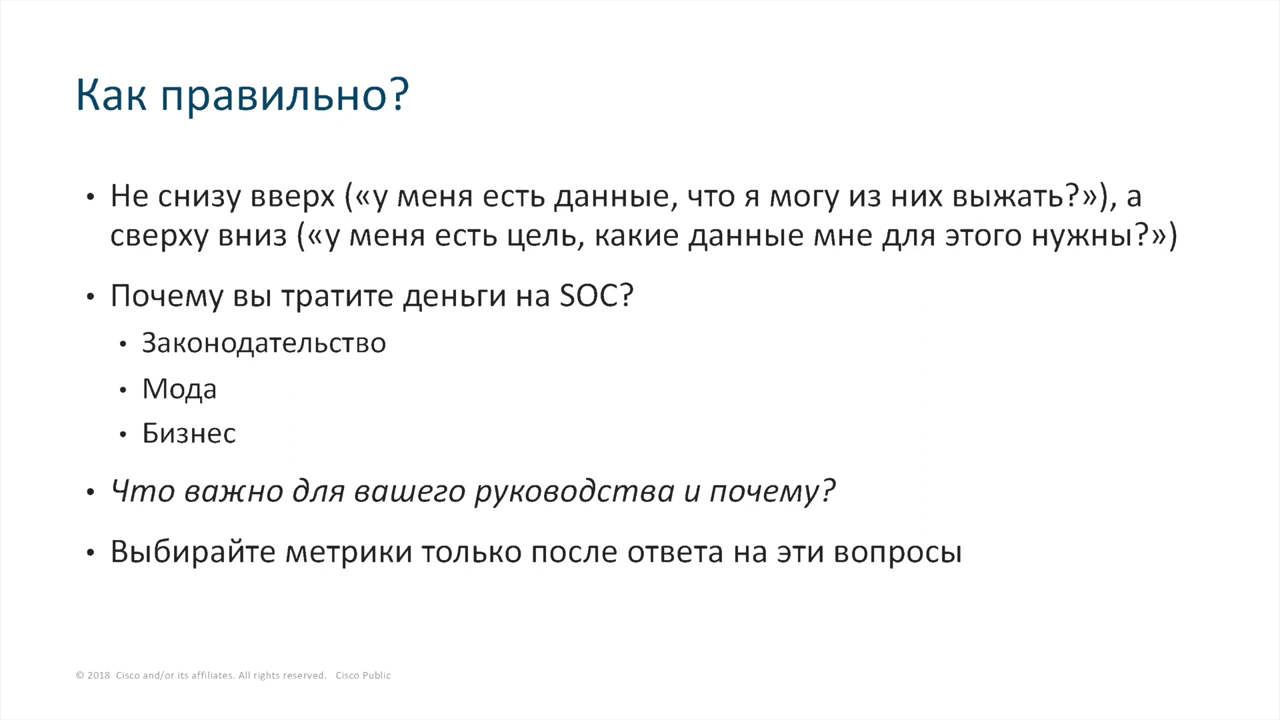 Как правильно?
• Не снизу вверх («у меня есть данные, что я могу из них выжать?»), а
сверху вниз («у меня есть цель, какие данные мне для этого нужны?»)
• Почему вы тратите деньги на SOC?
• Законодательство
• Мода
• Бизнес
• Что важно для вашего руководства и почему?
• Выбирайте метрики только после ответа на эти вопросы
© 2018 Cisco and/or its affiliates. All rights reserved. Cisco Public